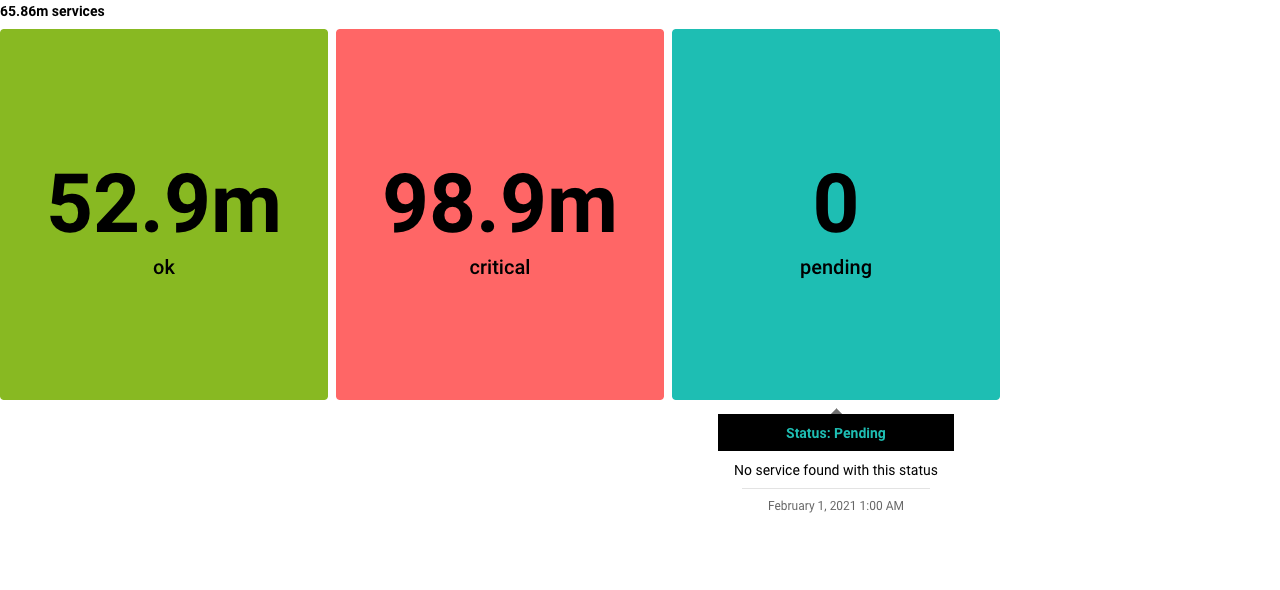 65.86m services
52.9m
ok
98.9m
critical
0
pending
Status: Pending
No service found with this status
February 1, 2021 1:00 AM